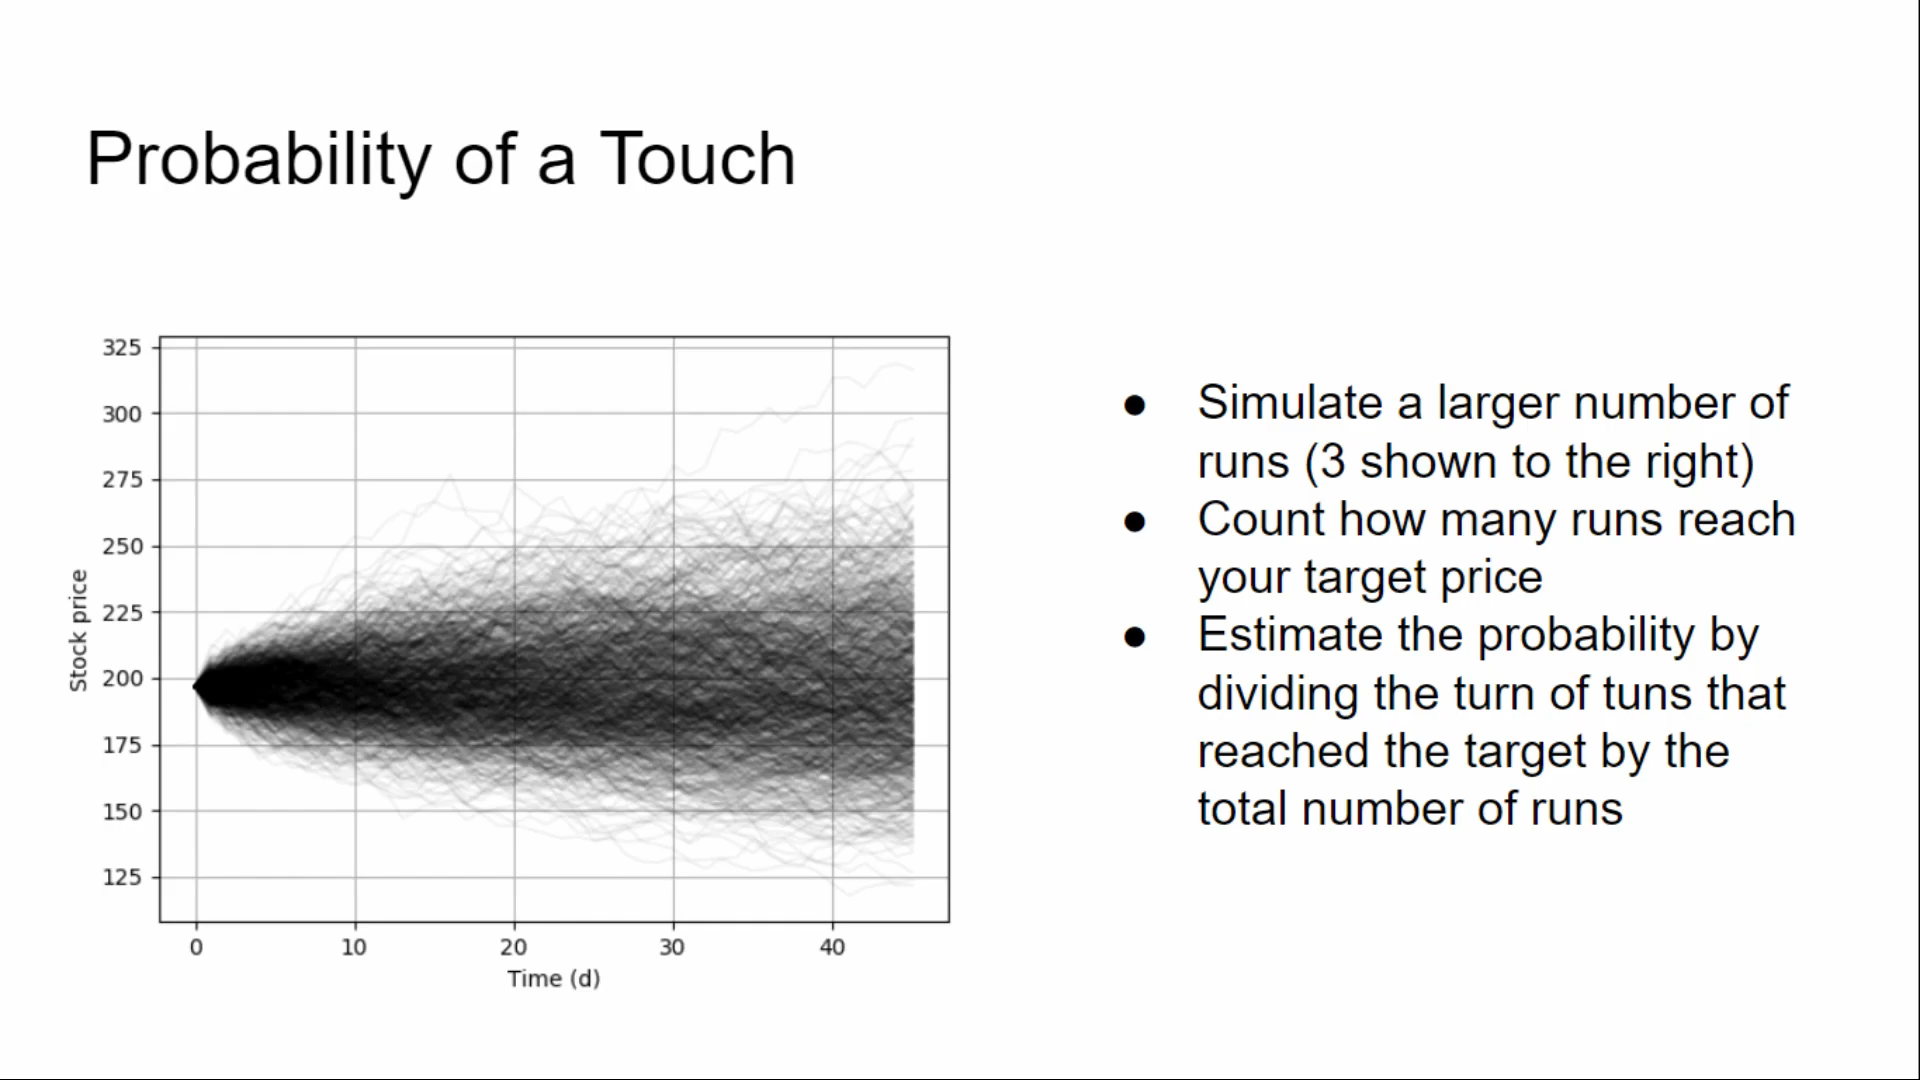 Probability of a Touch
325
300
275
250
225
200
175
150
125
Stock price
0 10 20 30 40
Time (d)
● Simulate a larger number of
runs (3 shown to the right)
● Count how many runs reach
your target price
● Estimate the probability by
dividing the turn of tuns that
reached the target by the
total number of runs